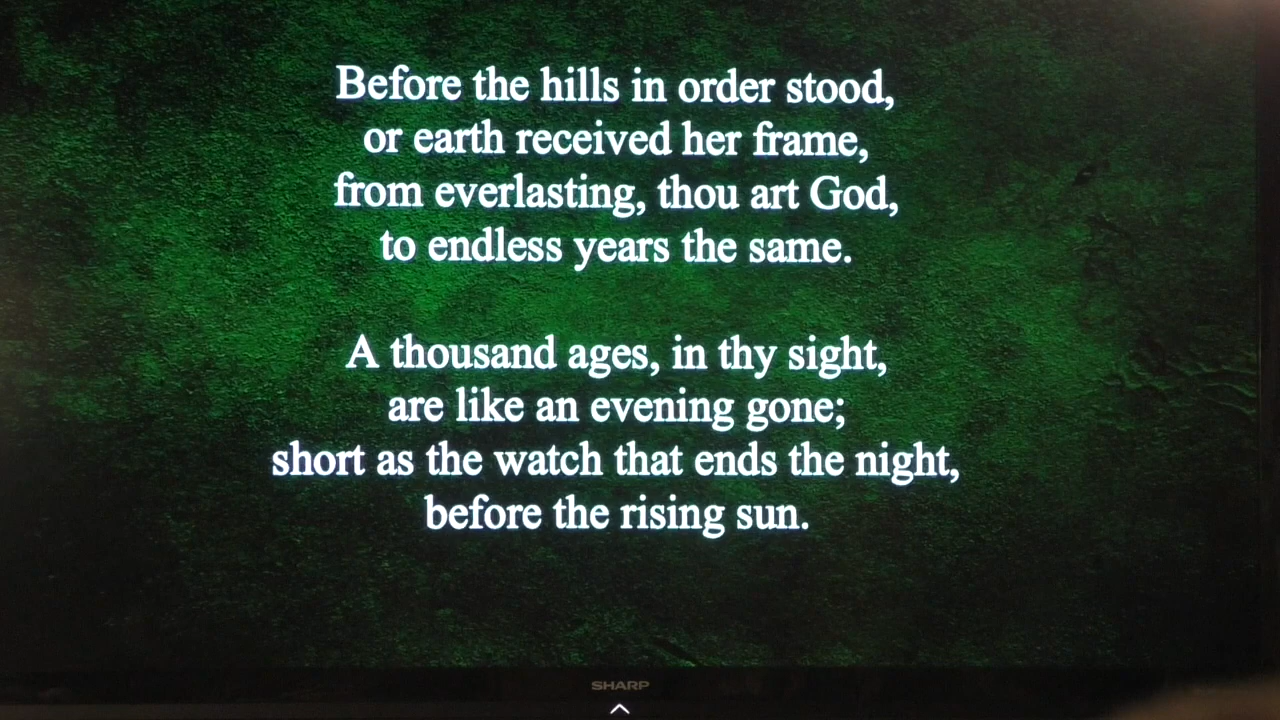 Before the hills in order stood,
or earth received her frame,
from everlasting, thou art God,
to endless years the same.
A thousand ages, in thy sight,
are like an evening gone;
short as the watch that ends the night,
before the rising sun.
SHARP